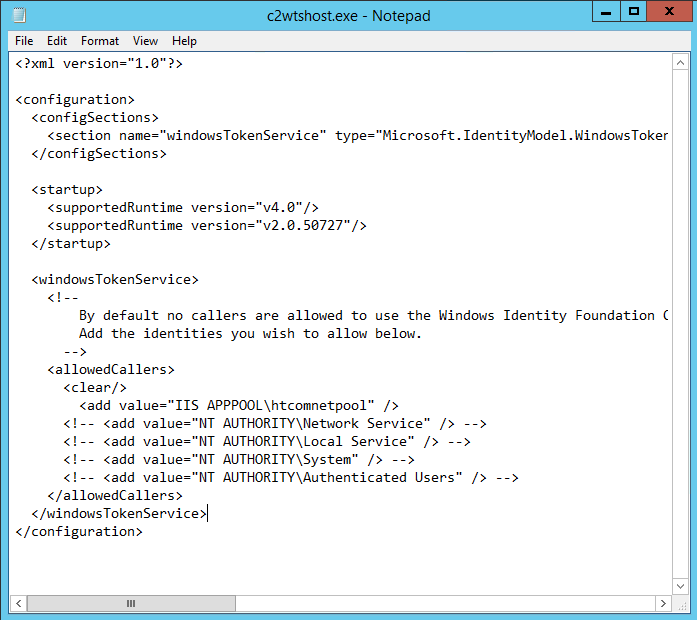 c2wtshost.exe - Notepad
File Edit Format View Help
<?xml version="1.0"?>
<configuration>
<configSections>
<section name="windowsTokenService" type="Microsoft.IdentityModel.WindowsToken
</configSections>
<startup>
<supportedRuntime version="v4.0"/>
<supportedRuntime version="v2.0.50727"/>
</startup>
<windowsTokenService>
<!--
By default no callers are allowed to use the Windows Identity Foundation C
Add the identities you wish to allow below.
-->
<allowedCallers>
<clear/>
<add value="IIS APPPOOL\htcomnetpool" />
<!-- <add value="NT AUTHORITY\Network Service" /> -->
<!-- <add value="NT AUTHORITY\Local Service" /> -->
<!-- <add value="NT AUTHORITY\System" /> -->
<!-- <add value="NT AUTHORITY\Authenticated Users" /> -->
</allowedCallers>
</windowsTokenService>
</configuration>